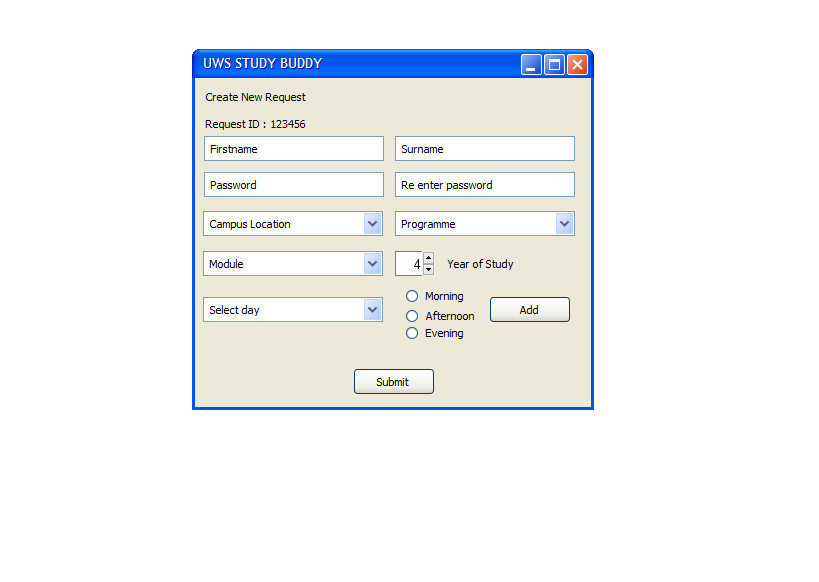 UWS STUDY BUDDY
Create New Request
Request ID : 123456
Firstname Surname
Password Re enter password
Campus Location Programme
Module 4 Year of Study
Morning
Select day Afternoon Add
Evening
Submit